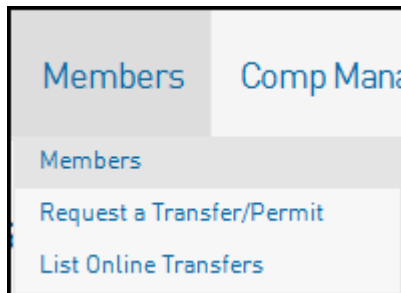 Members Comp Mana
Members
Request a Transfer/Permit
List Online Transfers